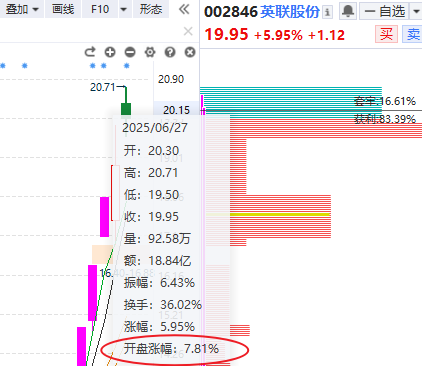 叠加 画线 F10 形态
002846 英联股份 自选
19.95 +5.95% +1.12 买 卖
20.71
20.90
20.15
套牢:16.61%
获利:83.39%
2025/06/27
开: 20.30
高: 20.71
低: 19.50
收: 19.95
量: 92.58万
额: 18.84亿
振幅: 6.43%
换手: 36.02%
涨幅: 5.95%
开盘涨幅: 7.81%